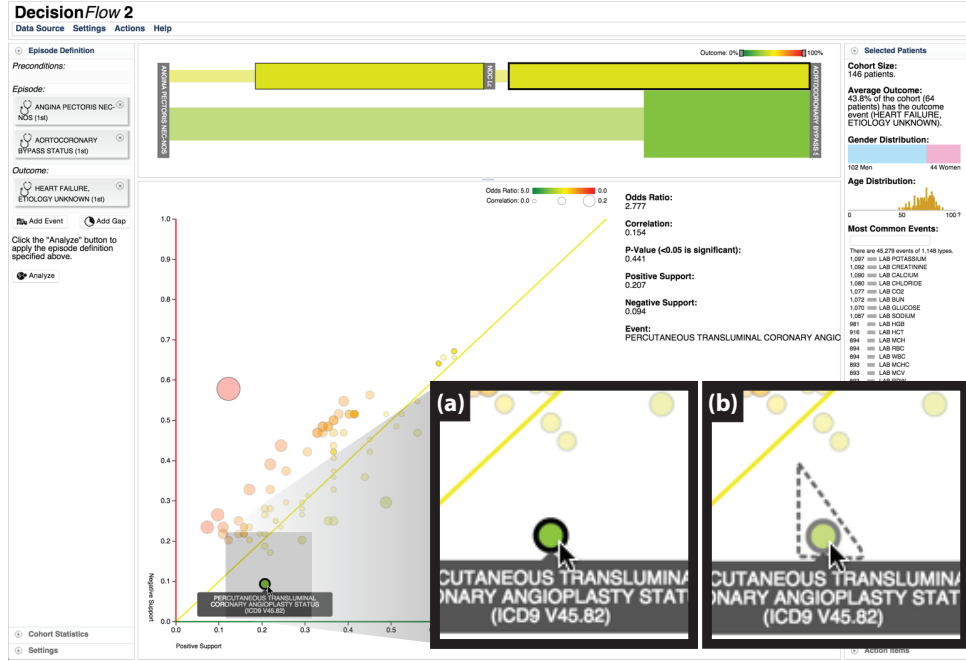 DecisionFlow 2
Data Source Settings Actions Help
Episode Definition
Preconditions:
Episode:
ANGINA PECTORIS NEC-
NOS (1st)
AORTOCORONARY
BYPASS STATUS (1st)
Outcome:
HEART FAILURE,
ETIOLOGY UNKNOWN (1st)
Add Event
Add Gap
Click the "Analyze" button to
apply the episode definition
specified above.
Analyze
Cohort Statistics
Settings
Outcome: 0%
100%
ANGINA PECTORIS NEC-NOS
NDC L
AORTOCORONARY BYPASS S
Odds Ratio: 5.0
0.0
Correlation: 0.0
0.2
1.0
0.9
0.8
0.7
0.6
0.5
0.4
0.3
0.2
0.1
0.0
Negative Support
0.0
0.1
0.2
0.3
0.4
0.5
Positive Support
PERCUTANEOUS TRANSLUMINAL
CORONARY ANGIOPLASTY STATUS
(ICD9 V45.82)
Odds Ratio:
2.777
Correlation:
0.154
P-Value (<0.05 is significant):
0.441
Positive Support:
0.207
Negative Support:
0.094
Event:
PERCUTANEOUS TRANSLUMINAL CORONARY ANGIC
(a)
CUTANEOUS TRANSLUMINA
ONARY ANGIOPLASTY STAT
(ICD9 V45.82)
(b)
CUTANEOUS TRANSLUMINA
ONARY ANGIOPLASTY STA
(ICD9 V45.82)
Selected Patients
Cohort Size:
146 patients.
Average Outcome:
43.8% of the cohort (64
patients) has the outcome
event (HEART FAILURE,
ETIOLOGY UNKNOWN).
Gender Distribution:
102 Men
44 Women
Age Distribution:
0
50
100?
Most Common Events:
There are 45,279 events of 1,148 types.
1,097 LAB POTASSIUM
1,092 LAB CREATININE
1,090 LAB CALCIUM
1,080 LAB CHLORIDE
1,077 LAB CO2
1,072 LAB BUN
1,070 LAB GLUCOSE
1,067 LAB SODIUM
981 LAB HGB
916 LAB HCT
894 LAB MCH
894 LAB RBC
894 LAB WBC
893 LAB MCHC
893 LAB MCV
Action Items